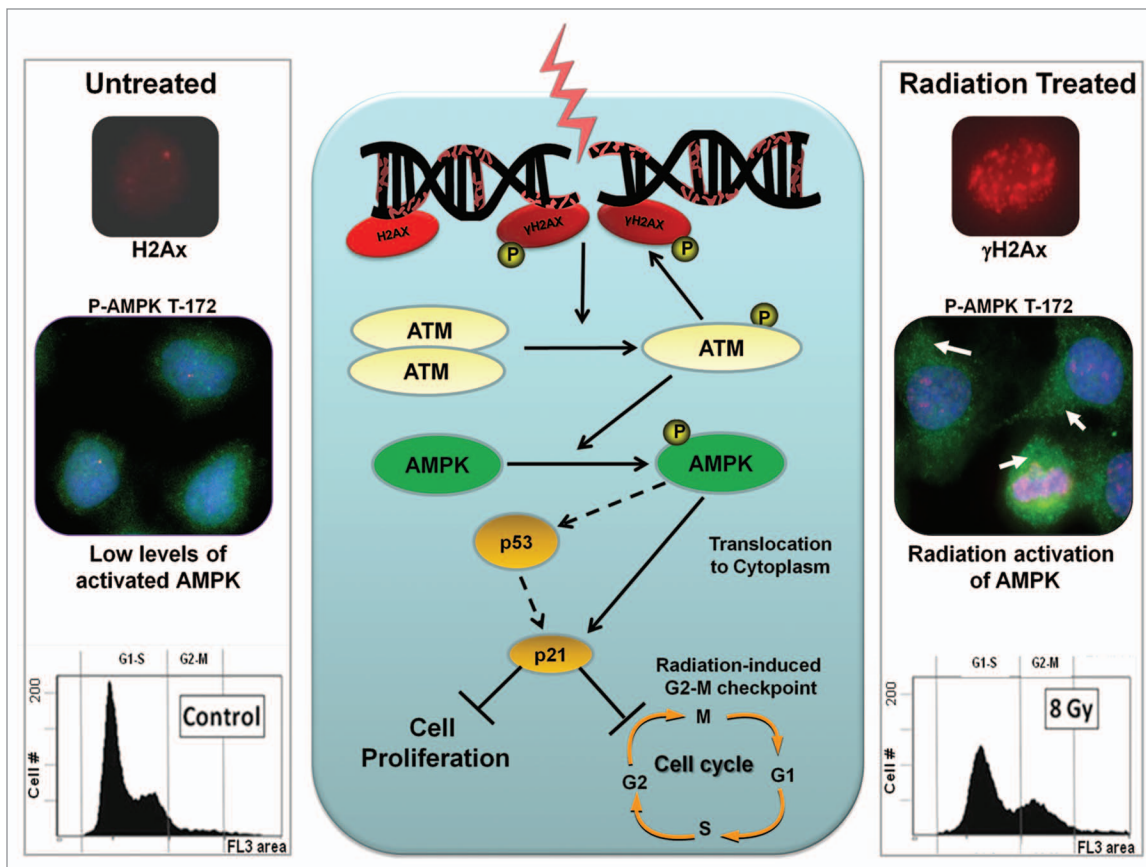 Untreated
H2Ax
P-AMPK T-172
Low levels of
activated AMPK
G1-S
G2-M
200
Control
Cell #
FL3 area
H2AX
γH2AX
P
γH2AX
P
ATM
ATM
P
ATM
AMPK
P
AMPK
p53
Translocation
to Cytoplasm
p21
Cell
Proliferation
Radiation-induced
G2-M checkpoint
M
Cell cycle
G2
G1
S
Radiation Treated
γH2Ax
P-AMPK T-172
Radiation activation
of AMPK
G1-S
G2-M
200
8 Gy
Cell #
FL3 area